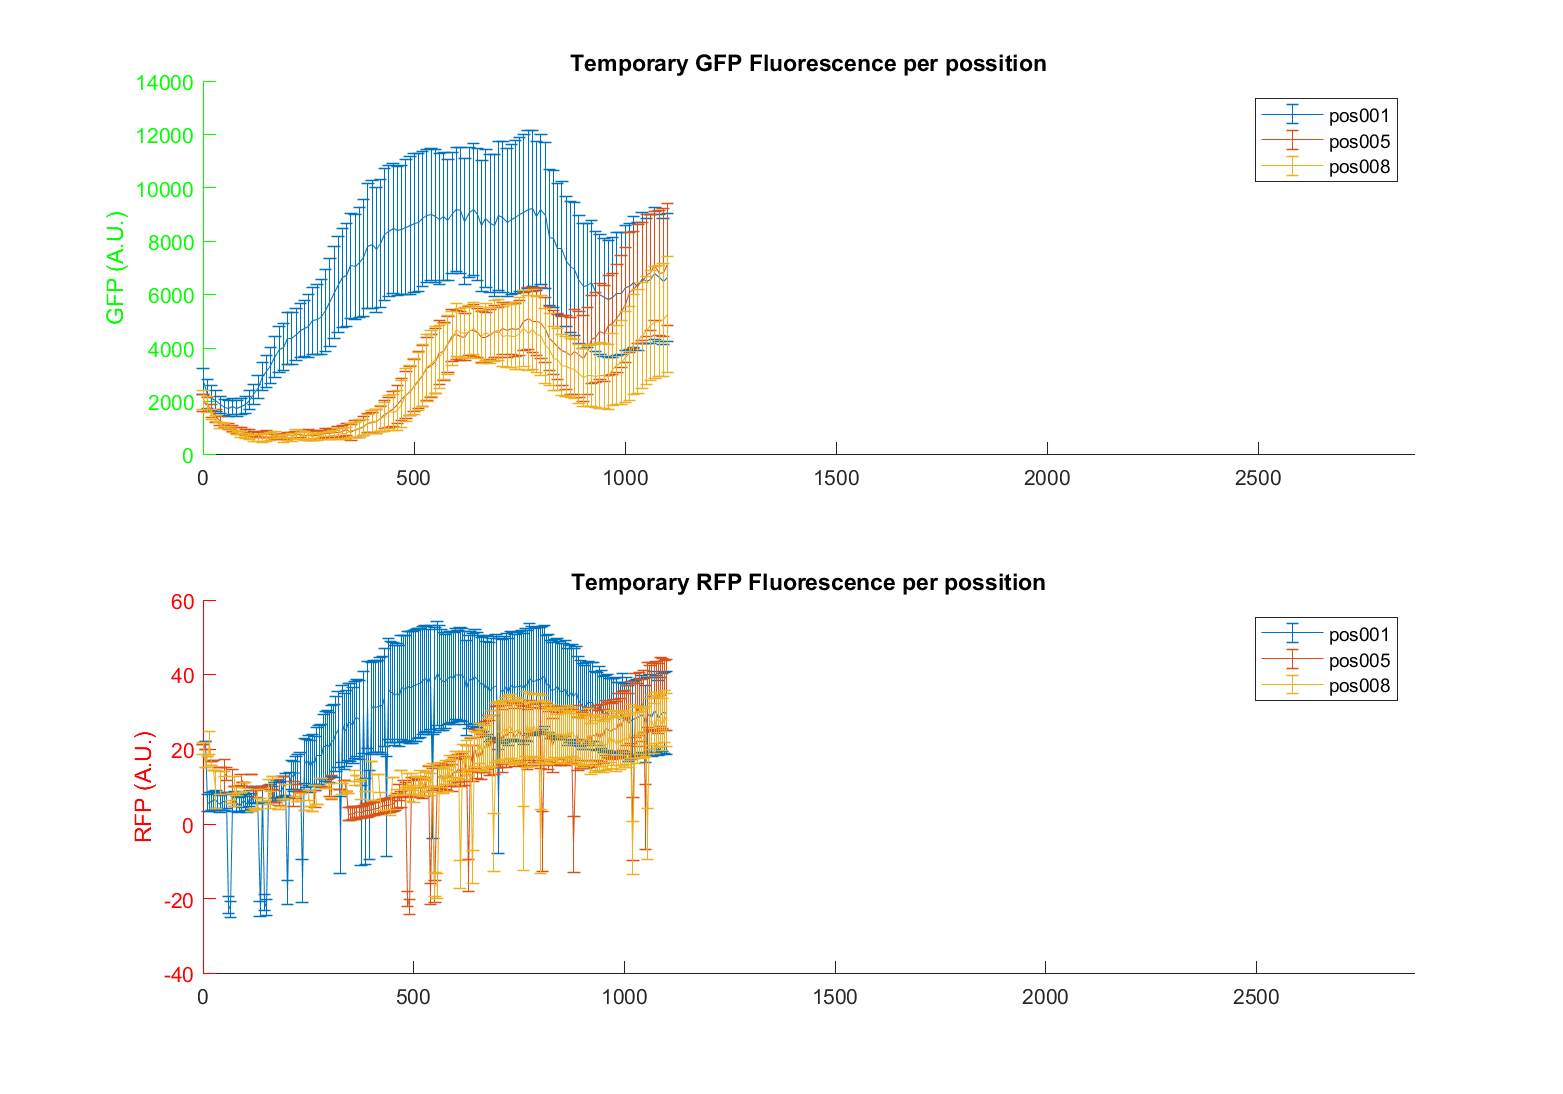 Temporary GFP Fluorescence per possition
14000
12000
10000
8000
6000
4000
2000
0
GFP (A.U.)
pos001
pos005
pos008
0 500 1000 1500 2000 2500
Temporary RFP Fluorescence per possition
60
40
20
0
-20
-40
RFP (A.U.)
pos001
pos005
pos008
0 500 1000 1500 2000 2500